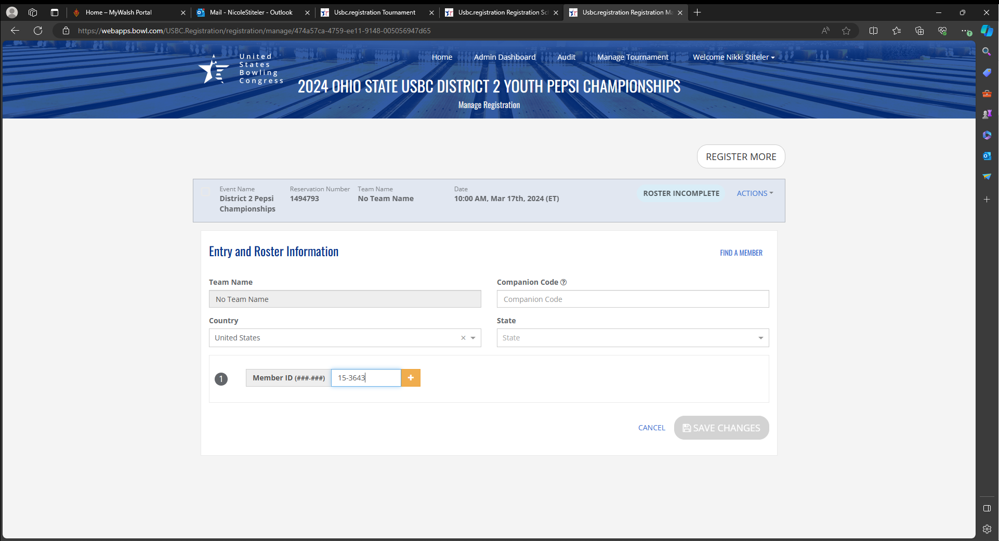 Home – MyWalsh Portal
Mail - NicoleStiteler - Outlook
Usbc.registration Tournament
Usbc.registration Registration Sc
Usbc.registration Registration Ma
https://webapps.bowl.com/USBC.Registration/registration/manage/474a57ca-4759-ee11-9148-005056947d65
United
States
Bowling
Congress
Home
Admin Dashboard
Audit
Manage Tournament
Welcome Nikki Stiteler
2024 OHIO STATE USBC DISTRICT 2 YOUTH PEPSI CHAMPIONSHIPS
Manage Registration
REGISTER MORE
Event Name
District 2 Pepsi
Championships
Reservation Number
1494793
Team Name
No Team Name
Date
10:00 AM, Mar 17th, 2024 (ET)
ROSTER INCOMPLETE
ACTIONS
Entry and Roster Information
FIND A MEMBER
Team Name
No Team Name
Companion Code
Companion Code
Country
United States
State
State
1
Member ID (###-###)
15-3643
+
CANCEL
SAVE CHANGES